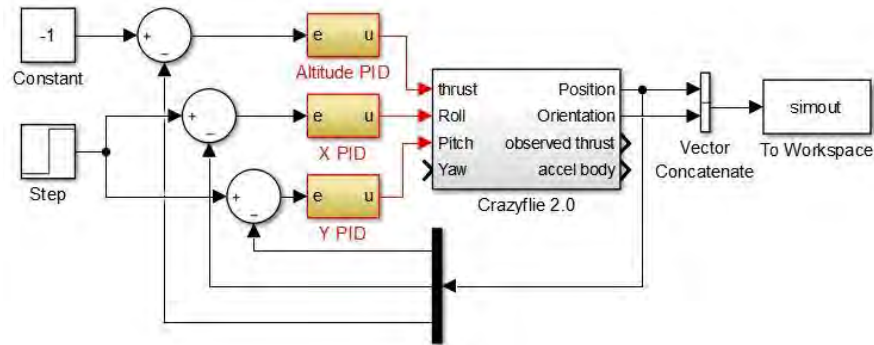 -1
Constant
+
−
e u
Altitude PID
Step
+
−
e u
X PID
+
−
e u
Y PID
thrust
Roll
Pitch
Yaw
Position
Orientation
observed thrust
accel body
Crazyflie 2.0
Vector
Concatenate
simout
To Workspace